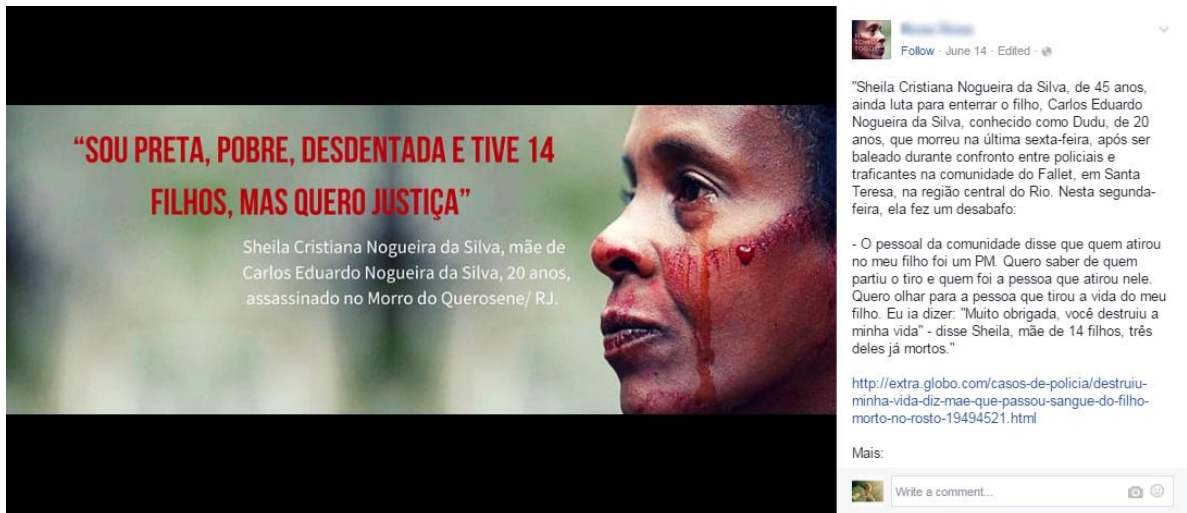 “SOU PRETA, POBRE, DESDENTADA E TIVE 14
FILHOS, MAS QUERO JUSTIÇA”
Sheila Cristiana Nogueira da Silva, mãe de
Carlos Eduardo Nogueira da Silva, 20 anos,
assassinado no Morro do Querosene/ RJ.
Follow · June 14 · Edited ·
"Sheila Cristiana Nogueira da Silva, de 45 anos,
ainda luta para enterrar o filho, Carlos Eduardo
Nogueira da Silva, conhecido como Dudu, de 20
anos, que morreu na última sexta-feira, após ser
baleado durante confronto entre policiais e
traficantes na comunidade do Fallet, em Santa
Teresa, na região central do Rio. Nesta segunda-
feira, ela fez um desabafo:
- O pessoal da comunidade disse que quem atirou
no meu filho foi um PM. Quero saber de quem
partiu o tiro e quem foi a pessoa que atirou nele.
Quero olhar para a pessoa que tirou a vida do meu
filho. Eu ia dizer: "Muito obrigada, você destruiu a
minha vida" - disse Sheila, mãe de 14 filhos, três
deles já mortos."
http://extra.globo.com/casos-de-policia/destruiu-
minha-vida-diz-mae-que-passou-sangue-do-filho-
morto-no-rosto-19494521.html
Mais:
Write a comment...